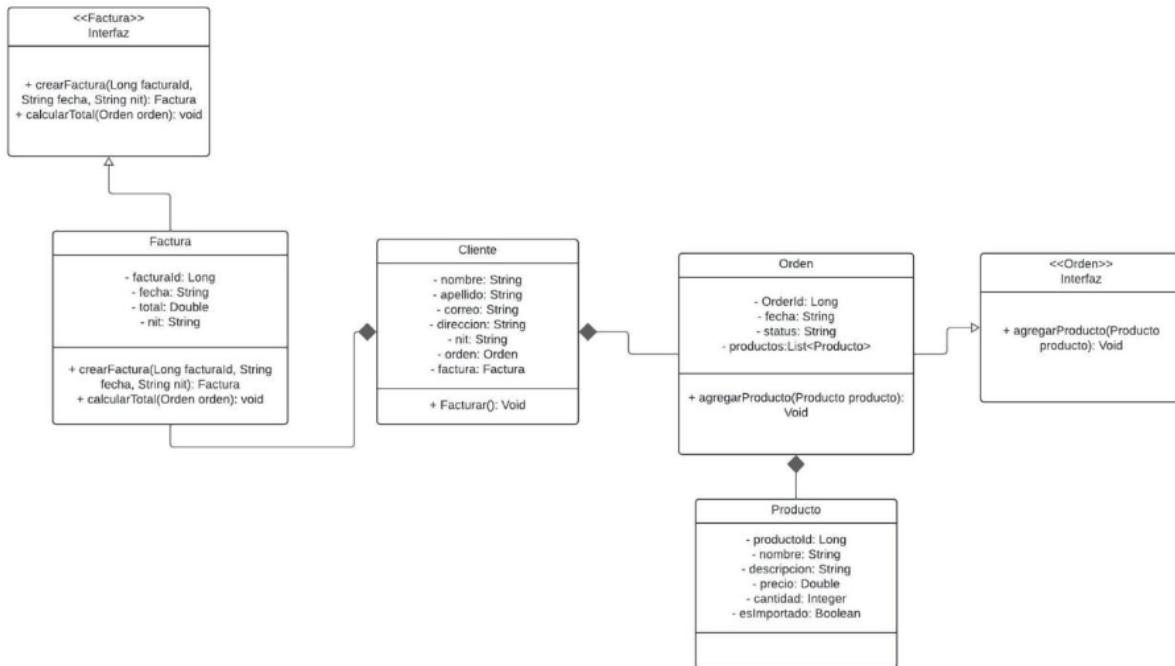 <<Factura>>
Interfaz
+ crearFactura(Long facturaId,
String fecha, String nit): Factura
+ calcularTotal(Orden orden): void
Factura
- facturaId: Long
- fecha: String
- total: Double
- nit: String
+ crearFactura(Long facturaId, String
fecha, String nit): Factura
+ calcularTotal(Orden orden): void
Cliente
- nombre: String
- apellido: String
- correo: String
- direccion: String
- nit: String
- orden: Orden
- factura: Factura
+ Facturar(): Void
Orden
- OrderId: Long
- fecha: String
- status: String
- productos:List<Producto>
+ agregarProducto(Producto producto):
Void
<<Orden>>
Interfaz
+ agregarProducto(Producto
producto): Void
Producto
- productoId: Long
- nombre: String
- descripcion: String
- precio: Double
- cantidad: Integer
- esImportado: Boolean